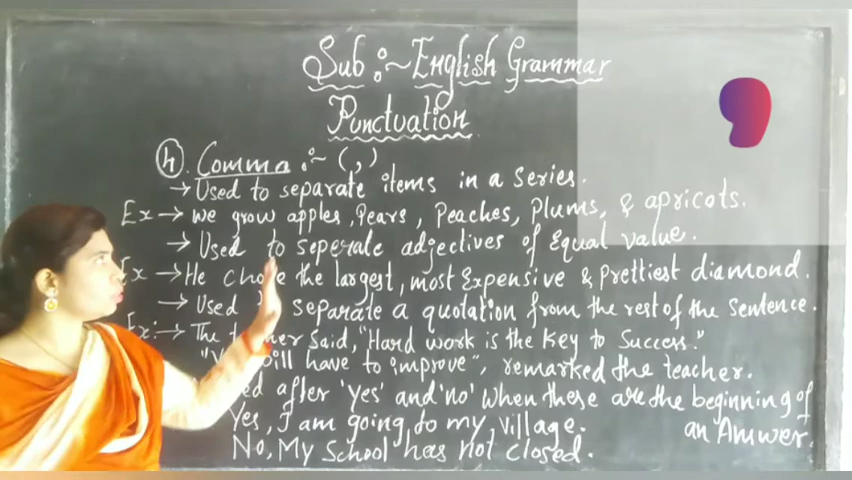 Sub :~ English Grammar
Punctuation
(4). Comma :~ (,)
→ Used to separate items in a series.
Ex → We grow apples, Pears, Peaches, Plums, & apricots.
→ Used to seperate adjectives of Equal value.
Ex → He chose the largest, most Expensive & Prettiest diamond.
→ Used separate a quotation from the rest of the sentence.
Ex:→ The said, "Hard work is the Key to Success."
will have to improve", remarked the teacher.
after 'yes' and 'no' when these are the beginning of an Answer.
Yes, I am going to my village.
No, My School has not closed.